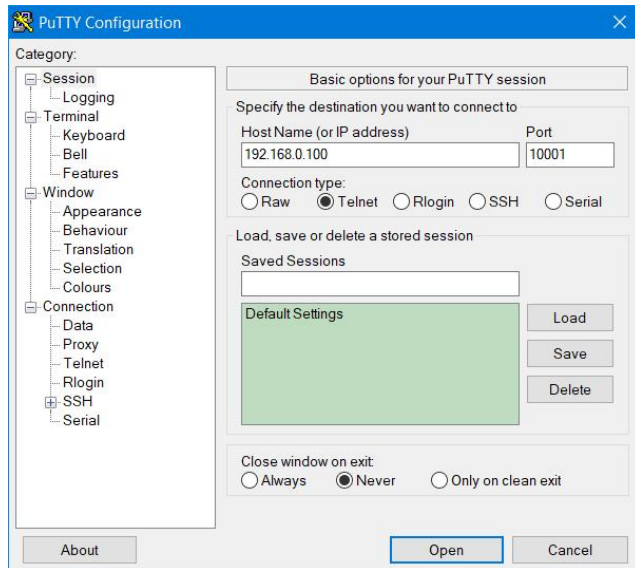 PuTTY Configuration
Category:
Session
Logging
Terminal
Keyboard
Bell
Features
Window
Appearance
Behaviour
Translation
Selection
Colours
Connection
Data
Proxy
Telnet
Rlogin
SSH
Serial
Basic options for your PuTTY session
Specify the destination you want to connect to
Host Name (or IP address) Port
192.168.0.100 10001
Connection type:
Raw Telnet Rlogin SSH Serial
Load, save or delete a stored session
Saved Sessions
Default Settings
Load
Save
Delete
Close window on exit:
Always Never Only on clean exit
About Open Cancel